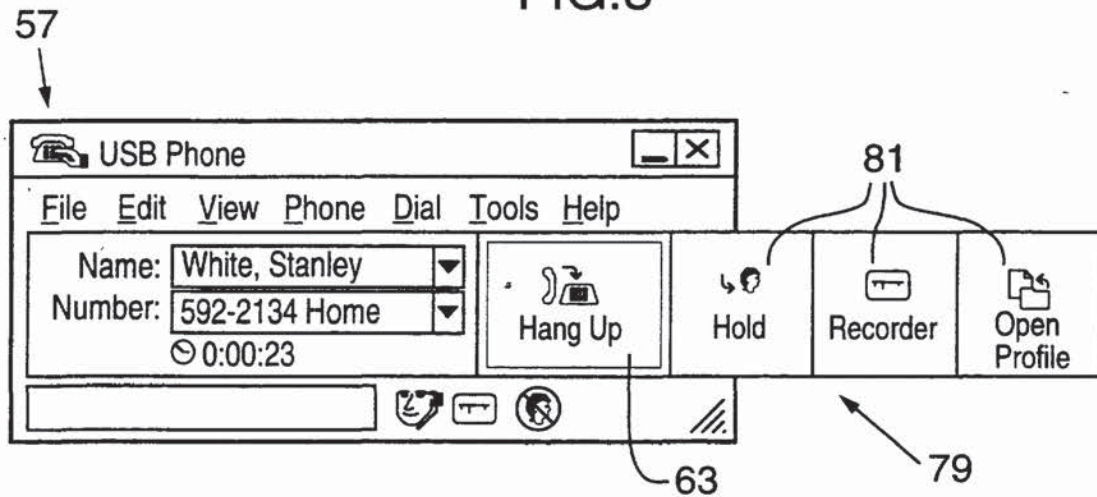 57
USB Phone
File Edit View Phone Dial Tools Help
81
Name: White, Stanley
Number: 592-2134 Home
0:00:23
Hang Up
Hold
Recorder
Open
Profile
63
79